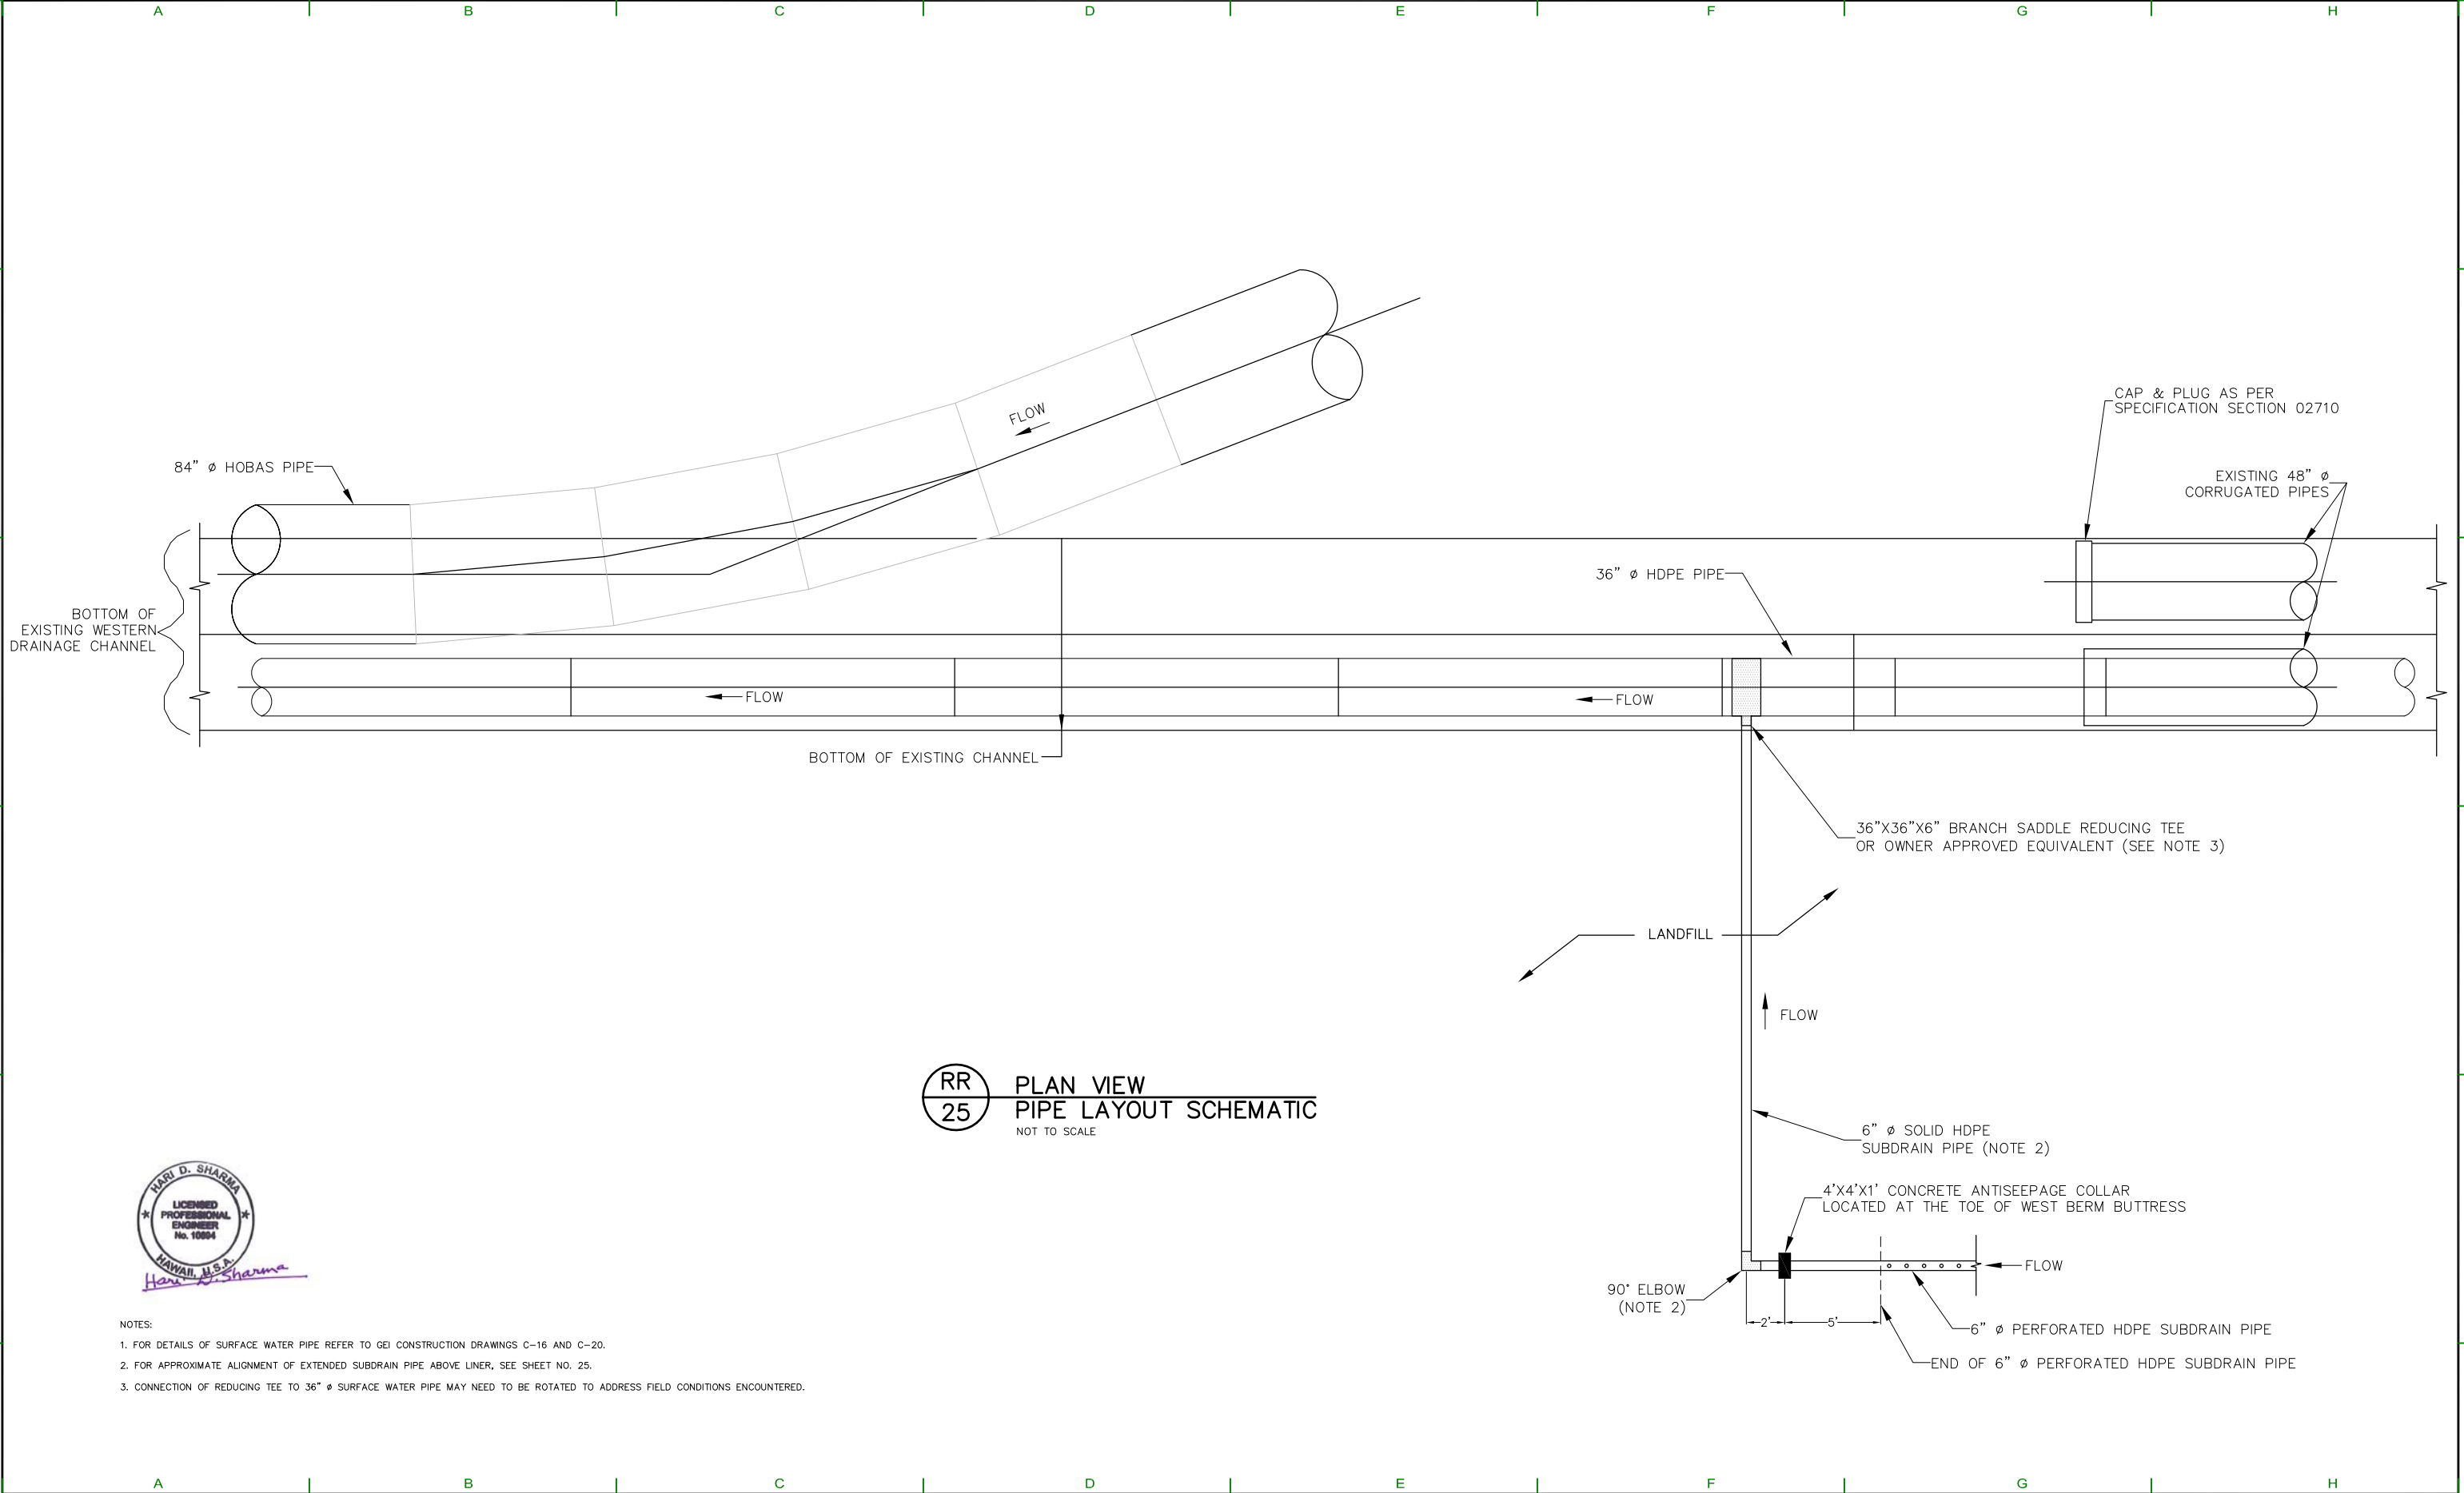 A B C D E F G H
FLOW
CAP & PLUG AS PER
SPECIFICATION SECTION 02710
84" ø HOBAS PIPE
EXISTING 48" ø
CORRUGATED PIPES
36" ø HDPE PIPE
BOTTOM OF
EXISTING WESTERN
DRAINAGE CHANNEL
FLOW
FLOW
BOTTOM OF EXISTING CHANNEL
36"X36"X6" BRANCH SADDLE REDUCING TEE
OR OWNER APPROVED EQUIVALENT (SEE NOTE 3)
LANDFILL
FLOW
RR
25
PLAN VIEW
PIPE LAYOUT SCHEMATIC
NOT TO SCALE
6" ø SOLID HDPE
SUBDRAIN PIPE (NOTE 2)
4'X4'X1' CONCRETE ANTISEEPAGE COLLAR
LOCATED AT THE TOE OF WEST BERM BUTTRESS
FLOW
90° ELBOW
(NOTE 2)
2'
5'
6" ø PERFORATED HDPE SUBDRAIN PIPE
END OF 6" ø PERFORATED HDPE SUBDRAIN PIPE
HARI D. SHARMA
LICENSED
PROFESSIONAL
ENGINEER
No. 10894
HAWAII, U.S.A.
Hari D. Sharma
NOTES:
1. FOR DETAILS OF SURFACE WATER PIPE REFER TO GEI CONSTRUCTION DRAWINGS C-16 AND C-20.
2. FOR APPROXIMATE ALIGNMENT OF EXTENDED SUBDRAIN PIPE ABOVE LINER, SEE SHEET NO. 25.
3. CONNECTION OF REDUCING TEE TO 36" ø SURFACE WATER PIPE MAY NEED TO BE ROTATED TO ADDRESS FIELD CONDITIONS ENCOUNTERED.
A B C D E F G H